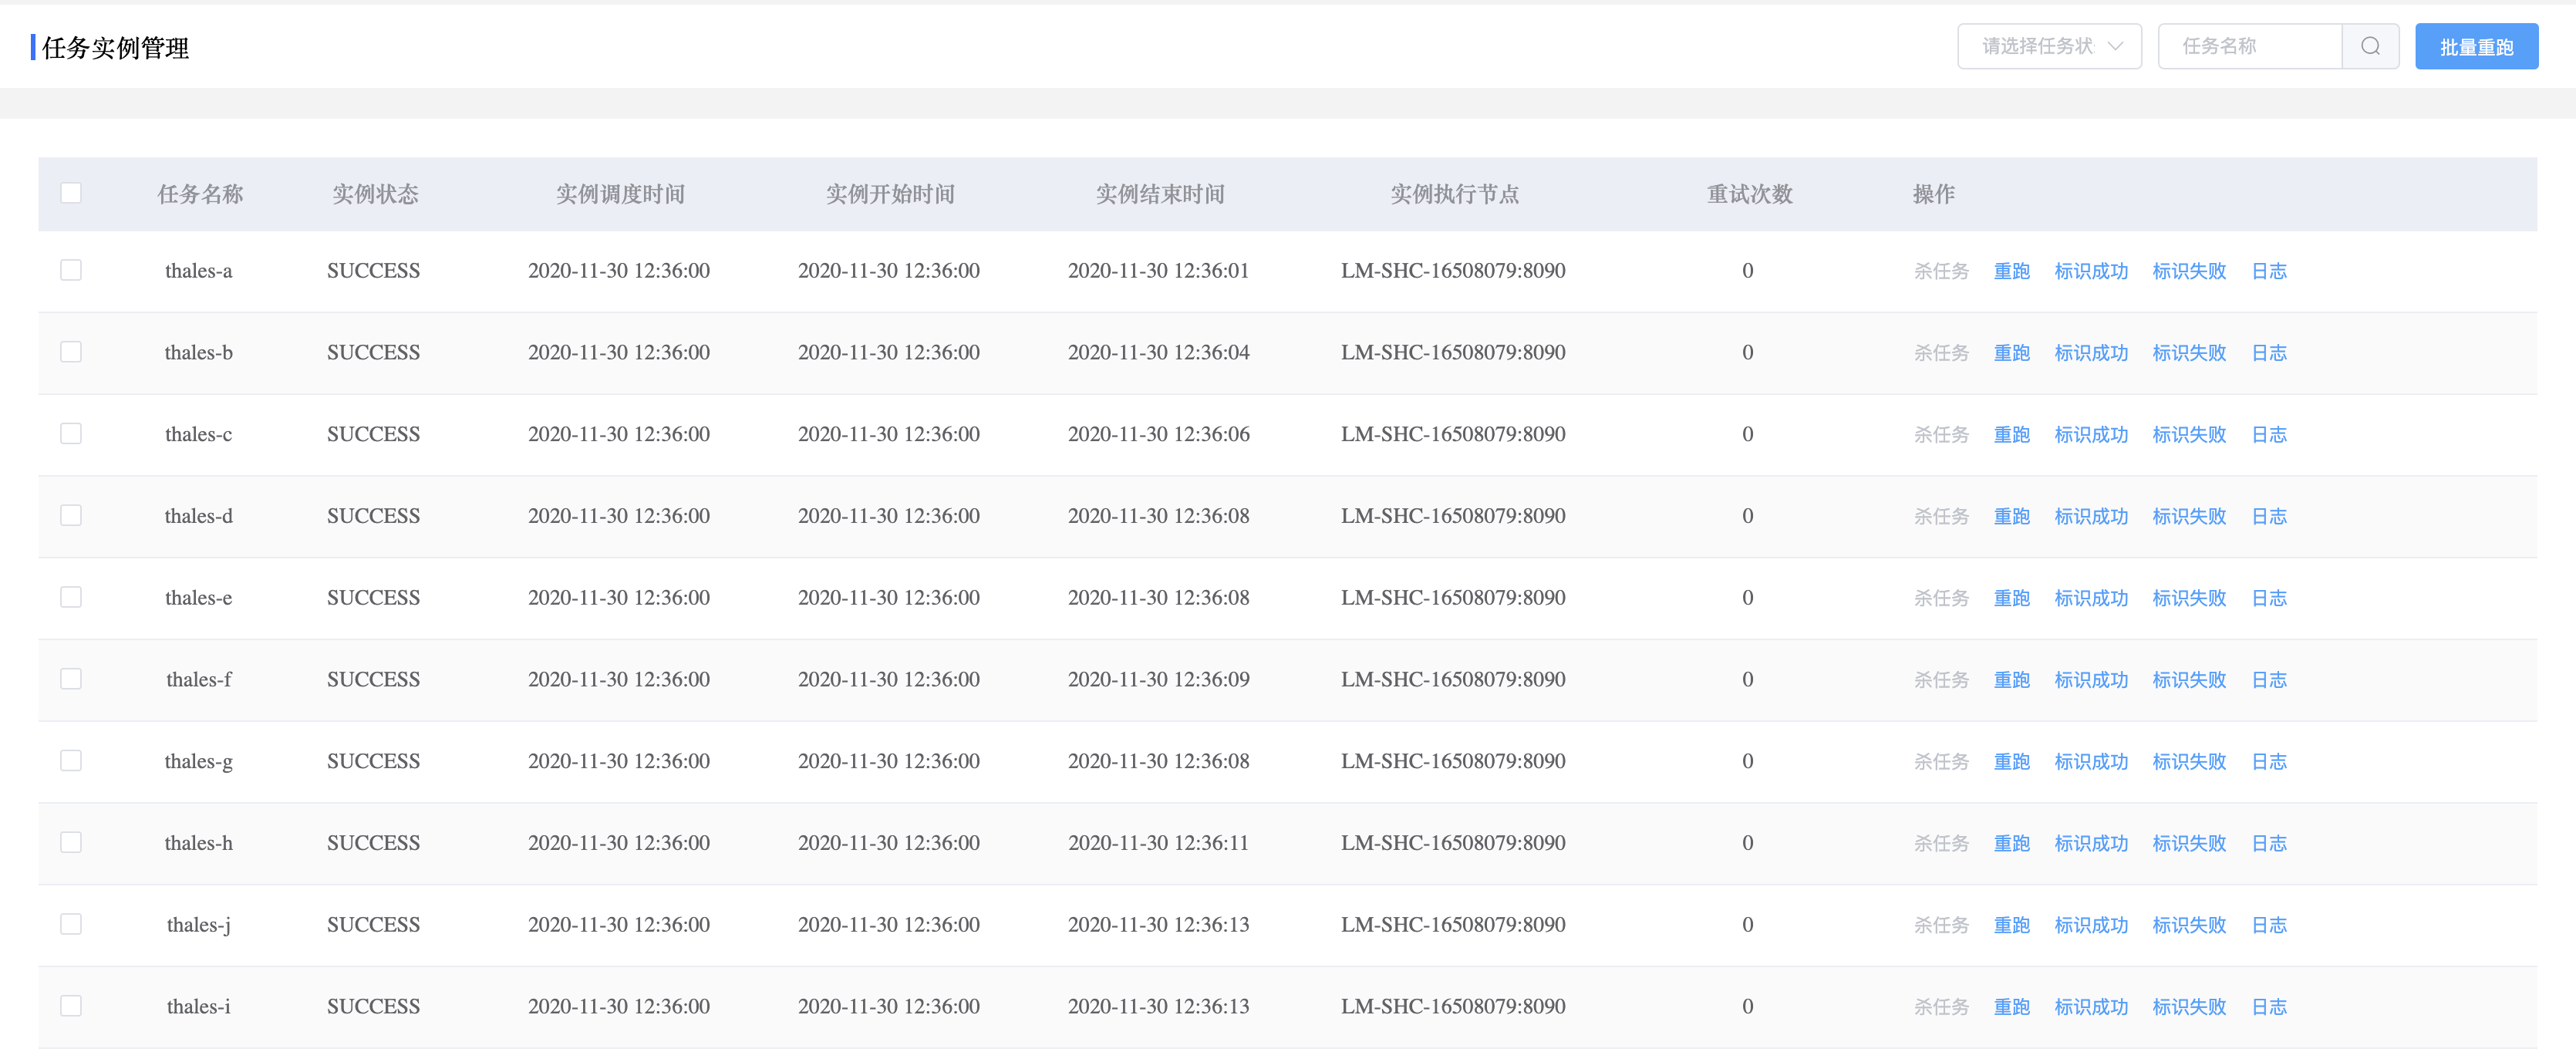 任务实例管理 请选择任务状 任务名称 批量重跑
任务名称 实例状态 实例调度时间 实例开始时间 实例结束时间 实例执行节点 重试次数 操作
thales-a SUCCESS 2020-11-30 12:36:00 2020-11-30 12:36:00 2020-11-30 12:36:01 LM-SHC-16508079:8090 0 杀任务 重跑 标识成功 标识失败 日志
thales-b SUCCESS 2020-11-30 12:36:00 2020-11-30 12:36:00 2020-11-30 12:36:04 LM-SHC-16508079:8090 0 杀任务 重跑 标识成功 标识失败 日志
thales-c SUCCESS 2020-11-30 12:36:00 2020-11-30 12:36:00 2020-11-30 12:36:06 LM-SHC-16508079:8090 0 杀任务 重跑 标识成功 标识失败 日志
thales-d SUCCESS 2020-11-30 12:36:00 2020-11-30 12:36:00 2020-11-30 12:36:08 LM-SHC-16508079:8090 0 杀任务 重跑 标识成功 标识失败 日志
thales-e SUCCESS 2020-11-30 12:36:00 2020-11-30 12:36:00 2020-11-30 12:36:08 LM-SHC-16508079:8090 0 杀任务 重跑 标识成功 标识失败 日志
thales-f SUCCESS 2020-11-30 12:36:00 2020-11-30 12:36:00 2020-11-30 12:36:09 LM-SHC-16508079:8090 0 杀任务 重跑 标识成功 标识失败 日志
thales-g SUCCESS 2020-11-30 12:36:00 2020-11-30 12:36:00 2020-11-30 12:36:08 LM-SHC-16508079:8090 0 杀任务 重跑 标识成功 标识失败 日志
thales-h SUCCESS 2020-11-30 12:36:00 2020-11-30 12:36:00 2020-11-30 12:36:11 LM-SHC-16508079:8090 0 杀任务 重跑 标识成功 标识失败 日志
thales-j SUCCESS 2020-11-30 12:36:00 2020-11-30 12:36:00 2020-11-30 12:36:13 LM-SHC-16508079:8090 0 杀任务 重跑 标识成功 标识失败 日志
thales-i SUCCESS 2020-11-30 12:36:00 2020-11-30 12:36:00 2020-11-30 12:36:13 LM-SHC-16508079:8090 0 杀任务 重跑 标识成功 标识失败 日志